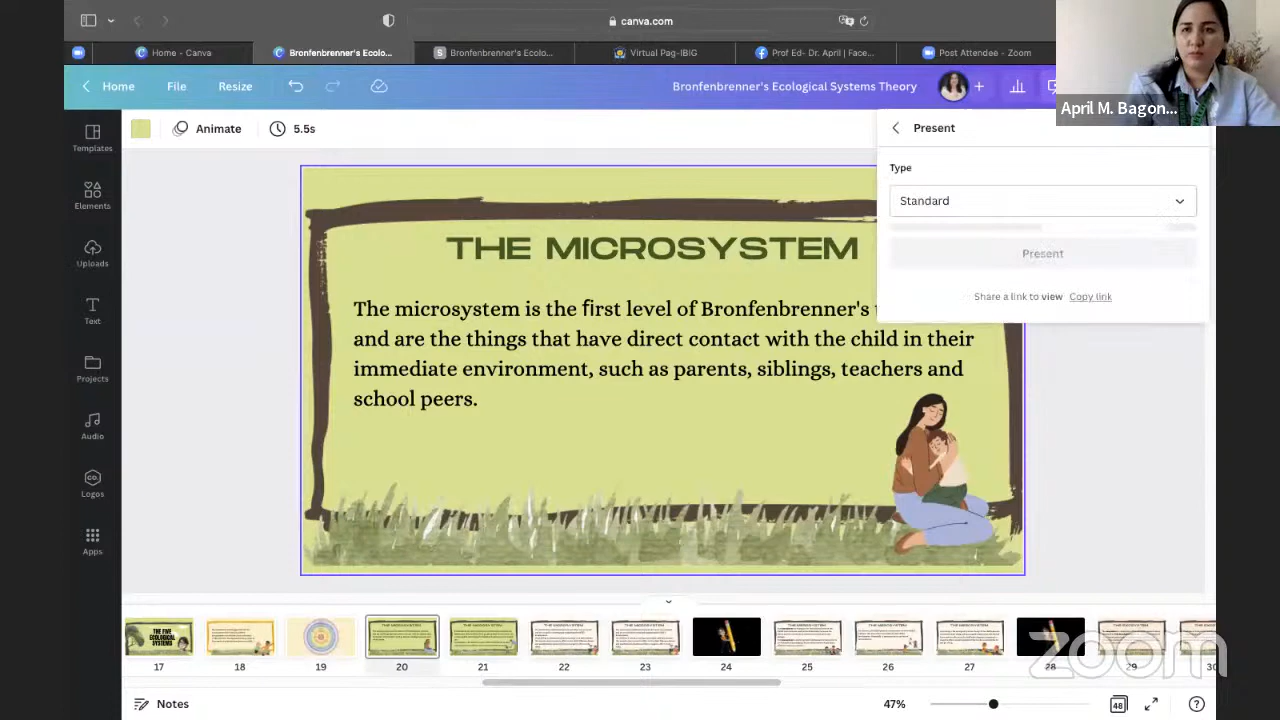 canva.com
Home - Canva
Bronfenbrenner's Ecolo...
Bronfenbrenner's Ecolo...
Virtual Pag-IBIG
Prof Ed- Dr. April | Face...
Post Attendee - Zoom
April M. Bagon...
Home
File
Resize
Bronfenbrenner's Ecological Systems Theory
Templates
Elements
Uploads
Text
Projects
Audio
Logos
Apps
Animate
5.5s
Present
Type
Standard
Present
Share a link to view Copy link
THE MICROSYSTEM
The microsystem is the first level of Bronfenbrenner's
and are the things that have direct contact with the child in their
immediate environment, such as parents, siblings, teachers and
school peers.
THE FIVE
ECOLOGICAL
SYSTEMS
17
18
19
20
21
22
23
24
25
26
27
28
29
30
zoom
Notes
47%
48